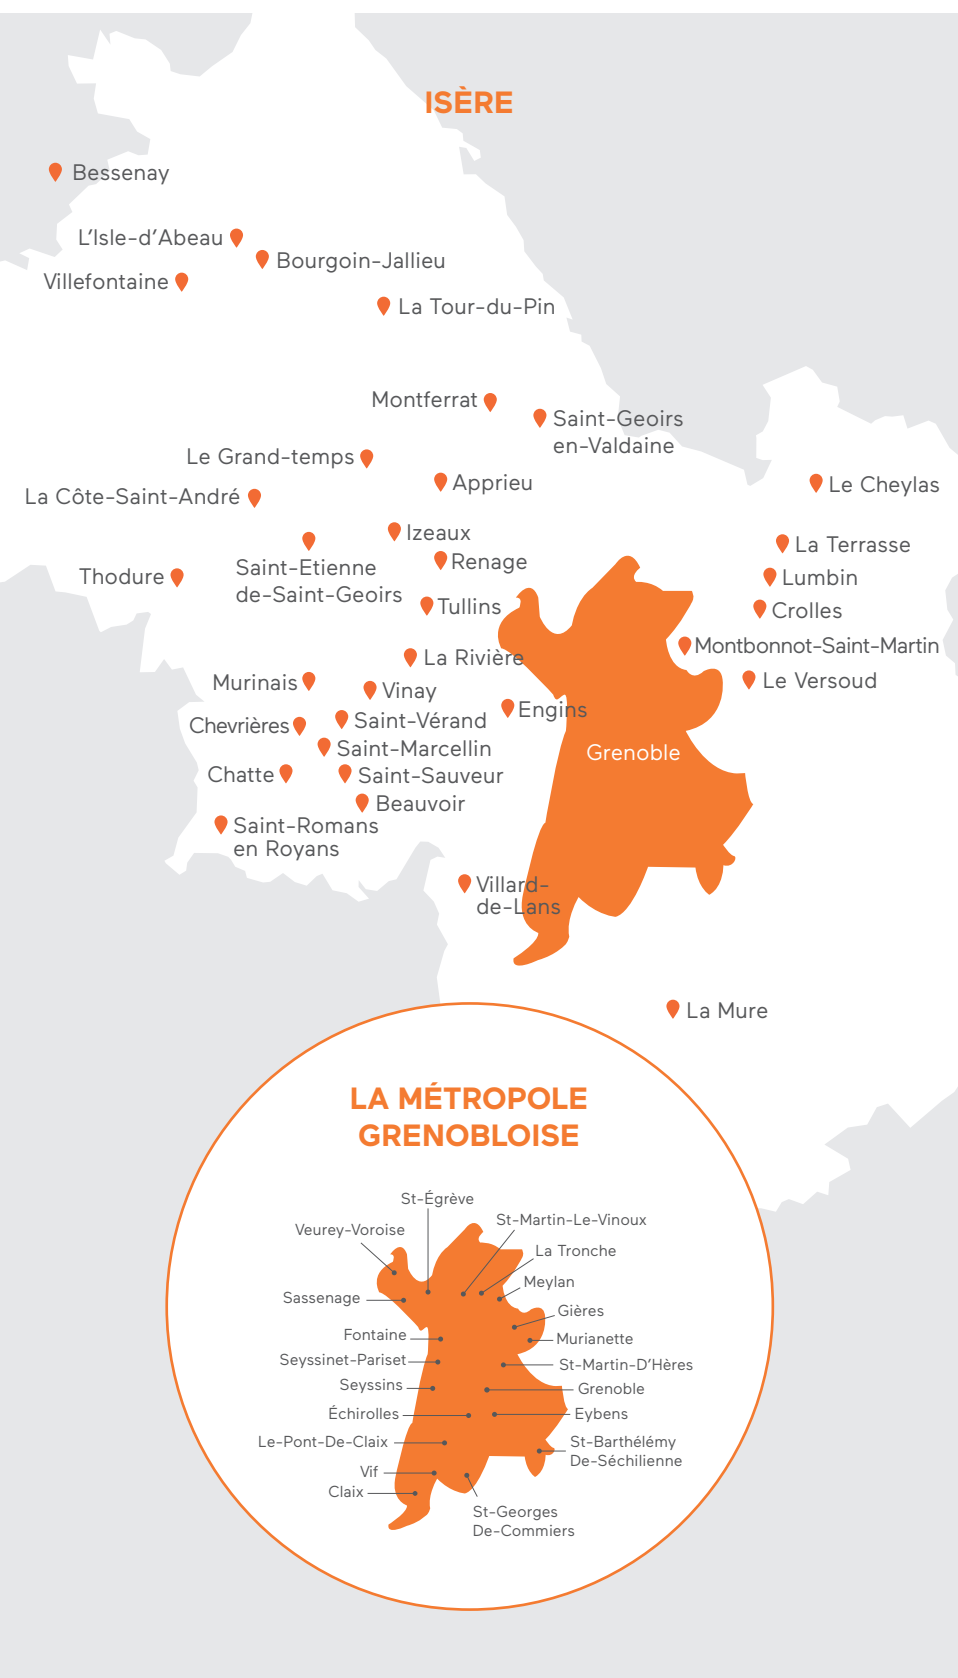 ISÈRE
Bessenay
L'Isle-d'Abeau
Bourgoin-Jallieu
Villefontaine
La Tour-du-Pin
Montferrat
Saint-Geoirs
en-Valdaine
Le Grand-temps
Apprieu
Le Cheylas
La Côte-Saint-André
Izeaux
La Terrasse
Renage
Saint-Etienne
de-Saint-Geoirs
Thodure
Lumbin
Tullins
Crolles
Montbonnot-Saint-Martin
La Rivière
Le Versoud
Murinais
Vinay
Engins
Saint-Vérand
Chevrières
Saint-Marcellin
Grenoble
Chatte
Saint-Sauveur
Beauvoir
Saint-Romans
en Royans
Villard-
de-Lans
La Mure
LA MÉTROPOLE
GRENOBLOISE
St-Égrève
St-Martin-Le-Vinoux
Veurey-Voroise
La Tronche
Meylan
Sassenage
Gières
Fontaine
Murianette
Seyssinet-Pariset
St-Martin-D'Hères
Seyssins
Grenoble
Échirolles
Eybens
Le-Pont-De-Claix
St-Barthélémy
De-Séchilienne
Vif
Claix
St-Georges
De-Commiers